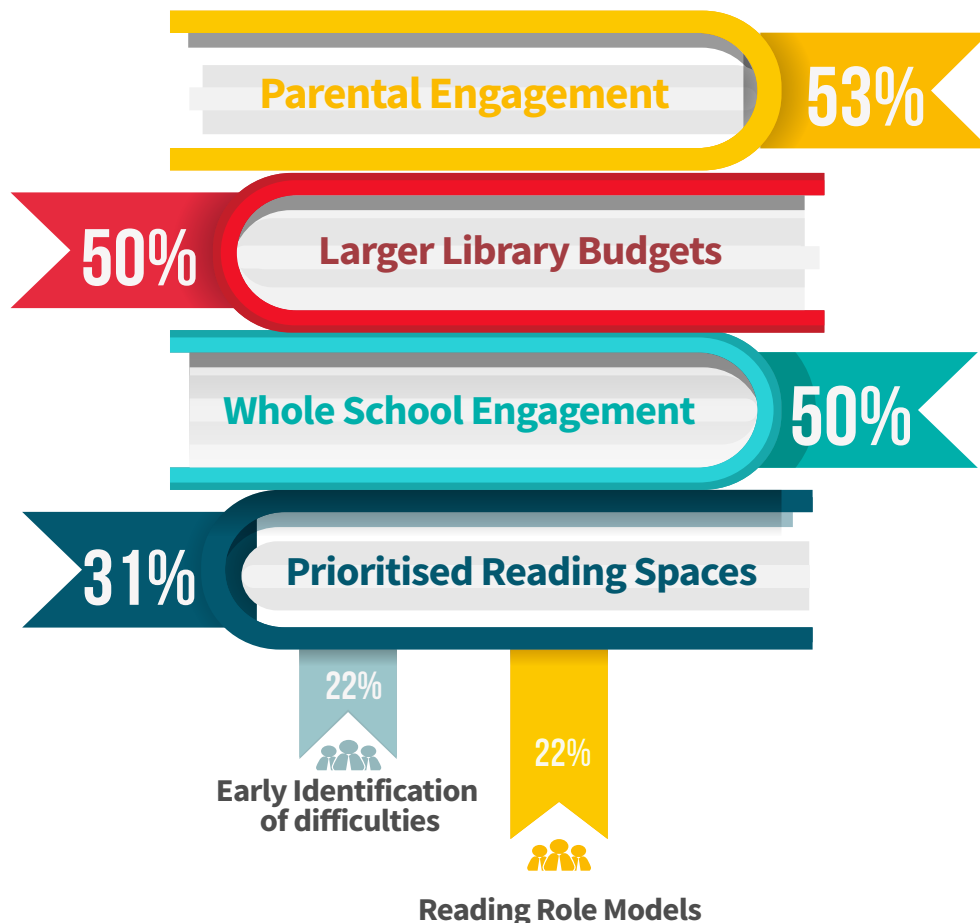 Parental Engagement
53%
50%
Larger Library Budgets
Whole School Engagement
50%
31%
Prioritised Reading Spaces
22%
22%
Early Identification
of difficulties
Reading Role Models